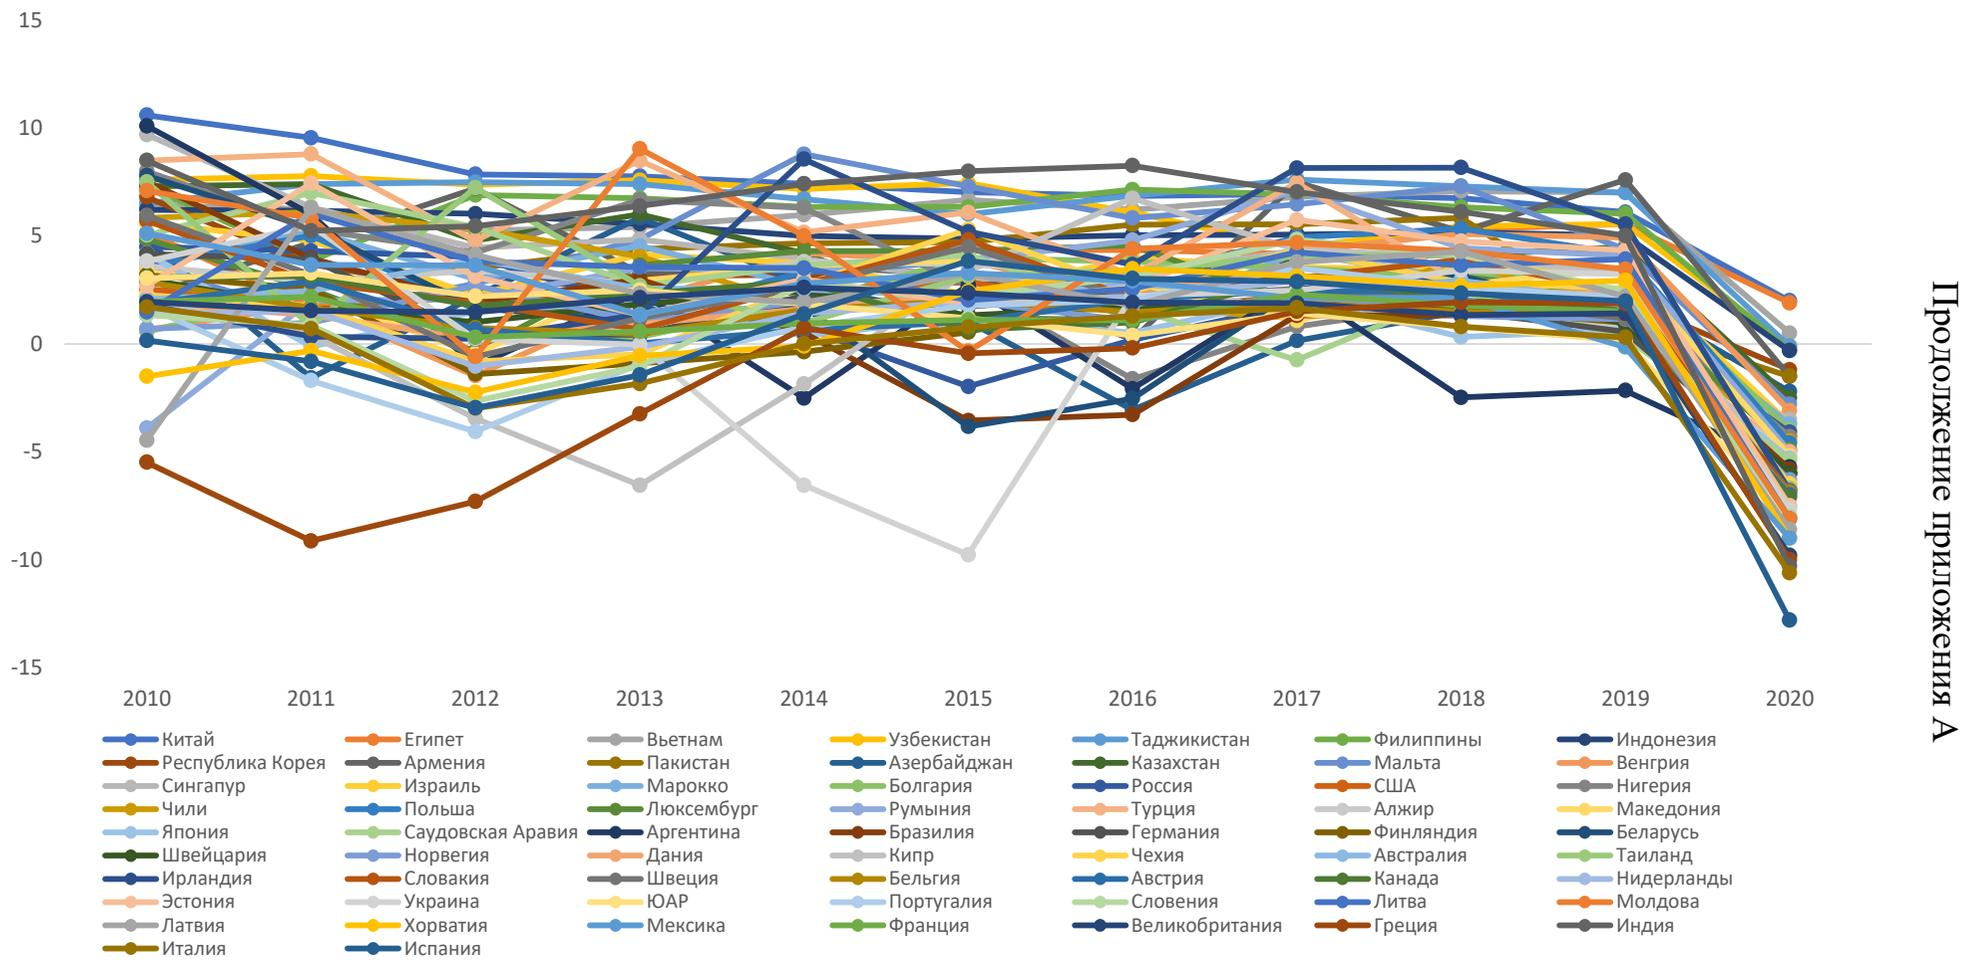 15
10
5
0
-5
-10
-15
2010 2011 2012 2013 2014 2015 2016 2017 2018 2019 2020
Китай Египет Вьетнам Узбекистан Таджикистан Филиппины Индонезия
Республика Корея Армения Пакистан Азербайджан Казахстан Мальта Венгрия
Сингапур Израиль Марокко Болгария Россия США Нигерия
Чили Польша Люксембург Румыния Турция Алжир Македония
Япония Саудовская Аравия Аргентина Бразилия Германия Финляндия Беларусь
Швейцария Норвегия Дания Кипр Чехия Австралия Таиланд
Ирландия Словакия Швеция Бельгия Австрия Канада Нидерланды
Эстония Украина ЮАР Португалия Словения Литва Молдова
Латвия Хорватия Мексика Франция Великобритания Греция Индия
Италия Испания
Продолжение приложения А